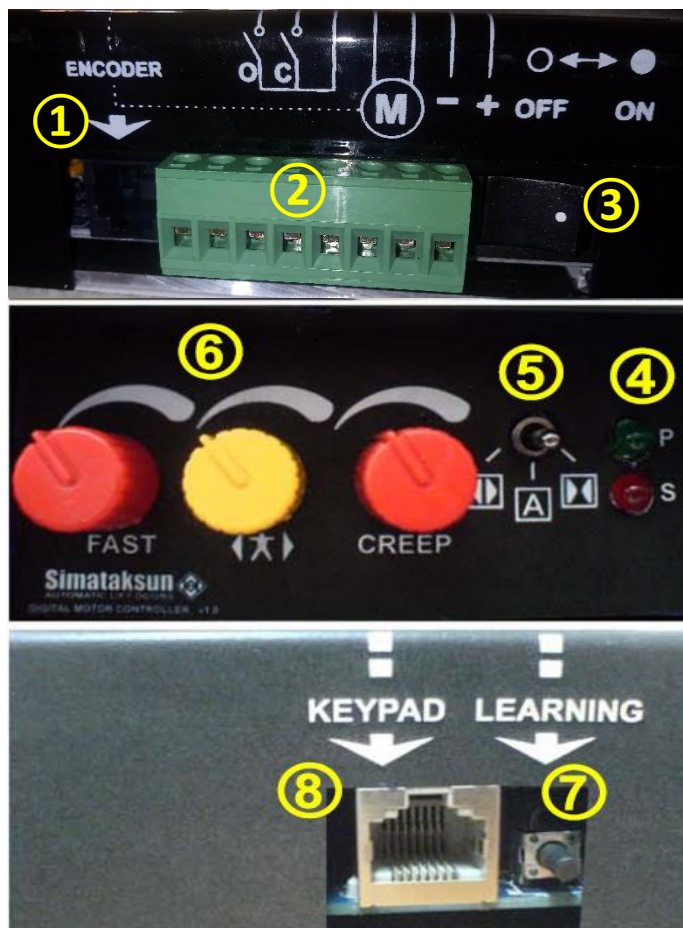 ENCODER
O C
M - + OFF ON
1
2
3
6
5
4
P
A
S
FAST
CREEP
Simataksun
AUTOMATIC LIFT DOORS
DIGITAL MOTOR CONTROLLER v1.0
KEYPAD LEARNING
8
7